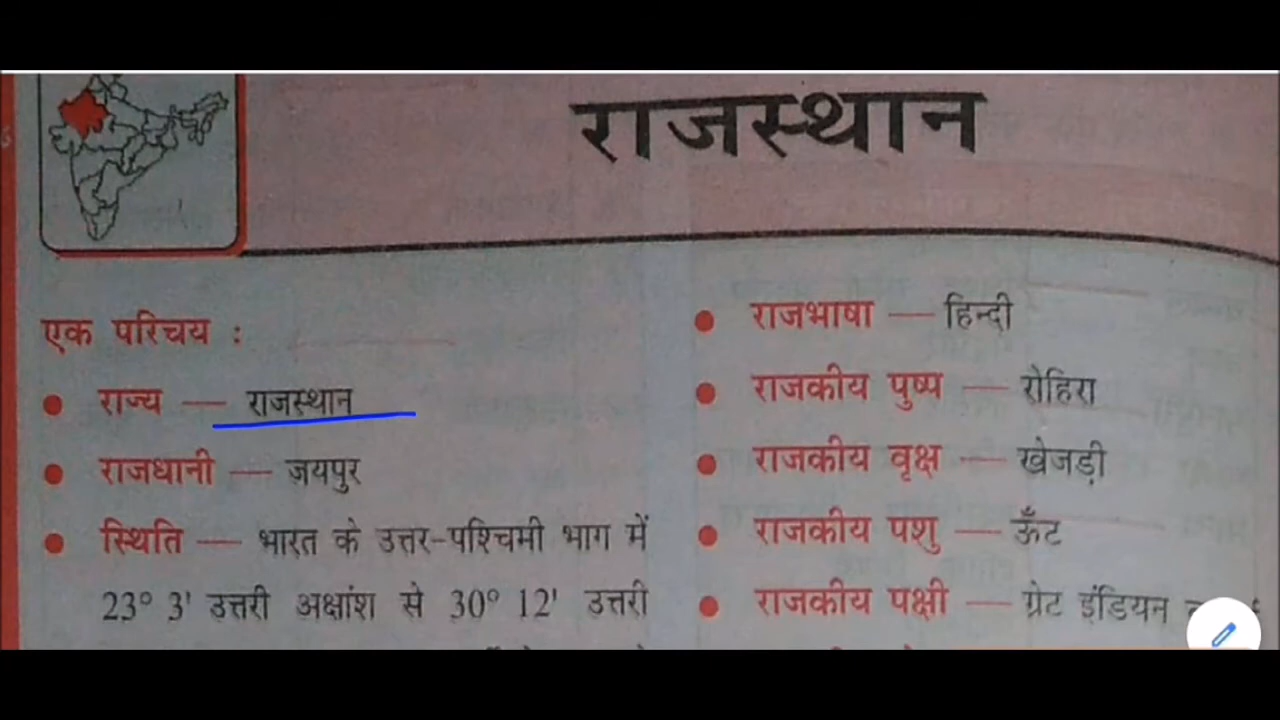 राजस्थान
एक परिचय :
• राज्य — राजस्थान
• राजधानी — जयपुर
• स्थिति — भारत के उत्तर-पश्चिमी भाग में
23° 3' उत्तरी अक्षांश से 30° 12' उत्तरी
• राजभाषा — हिन्दी
• राजकीय पुष्प — रोहिरा
• राजकीय वृक्ष — खेजड़ी
• राजकीय पशु — ऊँट
• राजकीय पक्षी — ग्रेट इंडियन